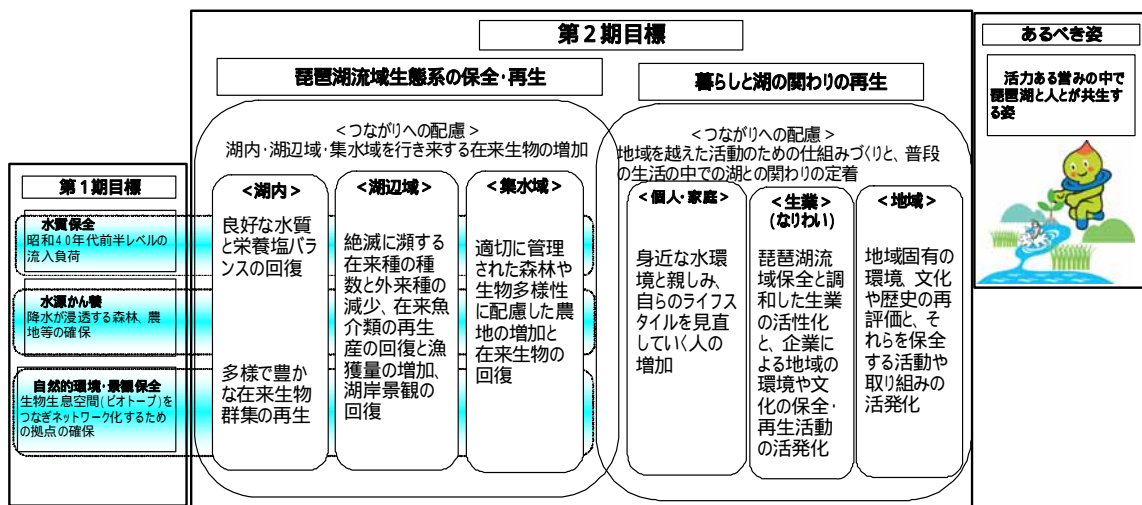 第２期目標
あるべき姿
活力ある営みの中で
琵琶湖と人とが共生す
る姿
琵琶湖流域生態系の保全・再生
暮らしと湖の関わりの再生
＜つながりへの配慮＞
湖内・湖辺域・集水域を行き来する在来生物の増加
＜つながりへの配慮＞
地域を越えた活動のための仕組みづくりと、普段
の生活の中での湖との関わりの定着
第１期目標
水質保全
昭和４０年代前半レベルの
流入負荷
水源かん養
降水が浸透する森林、農
地等の確保
自然的環境・景観保全
生物生息空間（ビオトープ）を
つなぎネットワーク化するため
の拠点の確保
＜湖内＞
良好な水質
と栄養塩バラ
ンスの回復
多様で豊か
な在来生物
群集の再生
＜湖辺域＞
絶滅に瀕する
在来種の種
数と外来種の
減少、在来魚
介類の再生
産の回復と漁
獲量の増加、
湖岸景観の
回復
＜集水域＞
適切に管理
された森林や
生物多様性
に配慮した農
地の増加と
在来生物の
回復
＜個人・家庭＞
身近な水環
境と親しみ、
自らのライフス
タイルを見直
していく人の
増加
＜生業＞
（なりわい）
琵琶湖流
域保全と調
和した生業
の活性化
と、企業に
よる地域の
環境や文
化の保全・
再生活動
の活発化
＜地域＞
地域固有の
環境、文化
や歴史の再
評価と、そ
れらを保全
する活動や
取り組みの
活発化